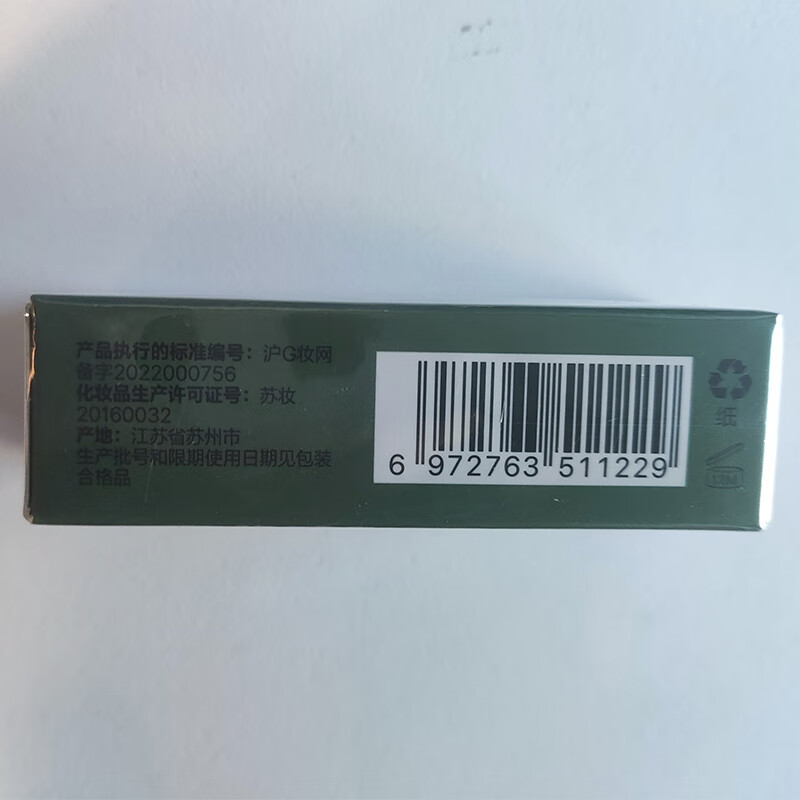 产品执行的标准编号：沪G妆网
备字2022000756
化妆品生产许可证号：苏妆
20160032
产地：江苏省苏州市
生产批号和限期使用日期见包装
合格品
6 972763 511229
纸
12M